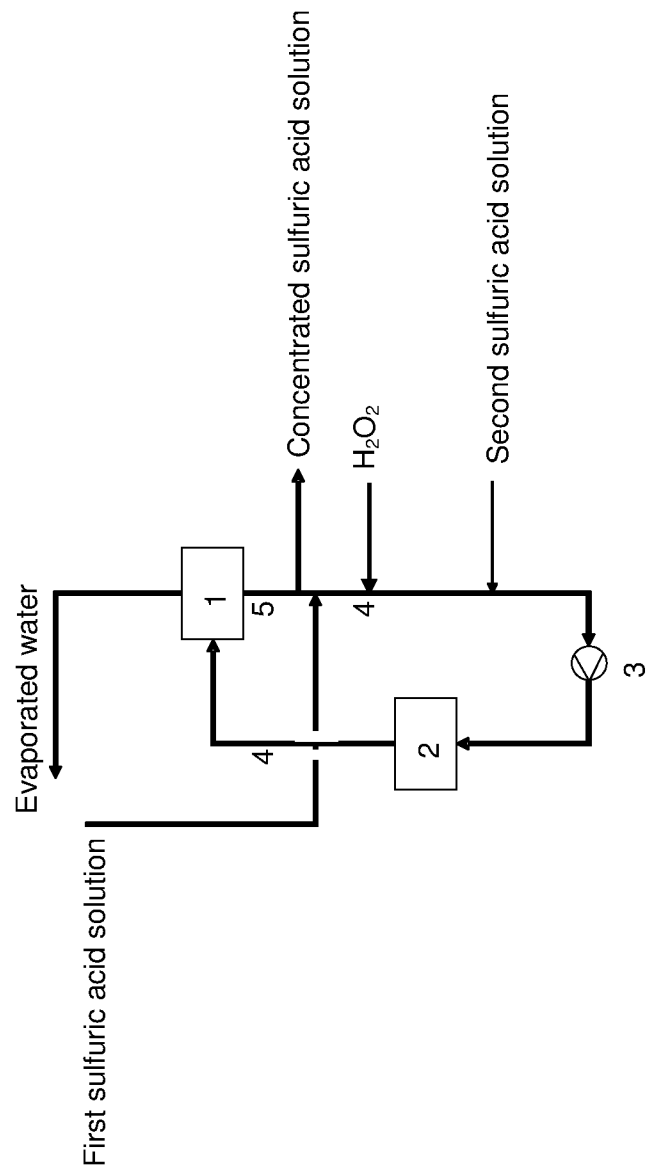 Evaporated water
First sulfuric acid solution
1
5
Concentrated sulfuric acid solution
4
H₂O₂
4
2
Second sulfuric acid solution
3